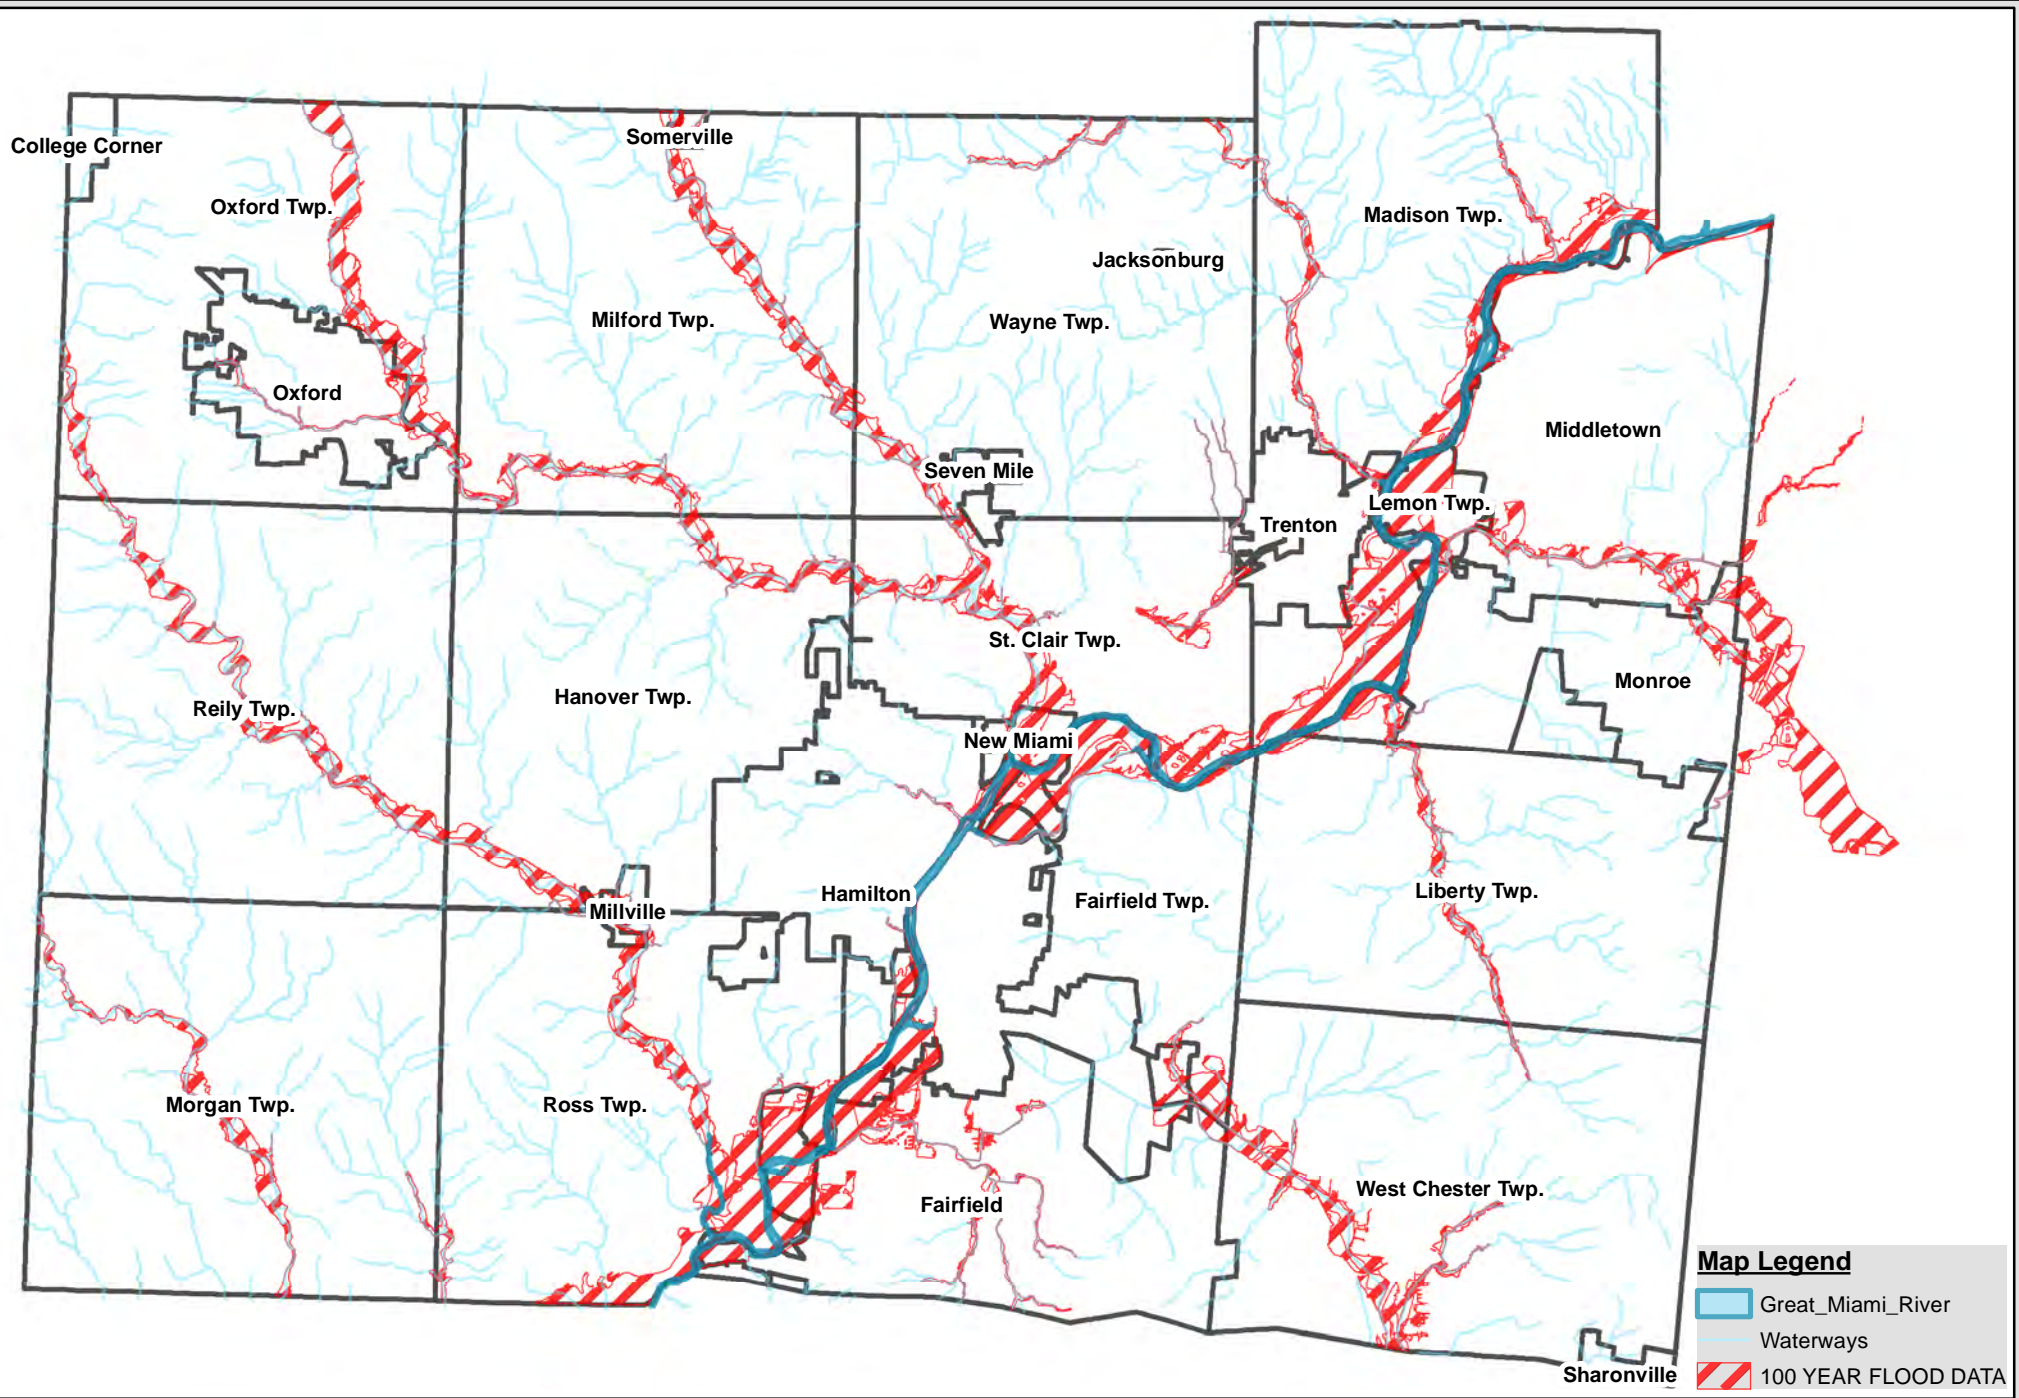 Somerville
College Corner
Oxford Twp.
Madison Twp.
Jacksonburg
Milford Twp.
Wayne Twp.
Oxford
Middletown
Seven Mile
Lemon Twp.
Trenton
St. Clair Twp.
Monroe
Hanover Twp.
Reily Twp.
New Miami
Liberty Twp.
Hamilton
Fairfield Twp.
Millville
Morgan Twp.
Ross Twp.
West Chester Twp.
Fairfield
Sharonville
Map Legend
Great_Miami_River
Waterways
100 YEAR FLOOD DATA